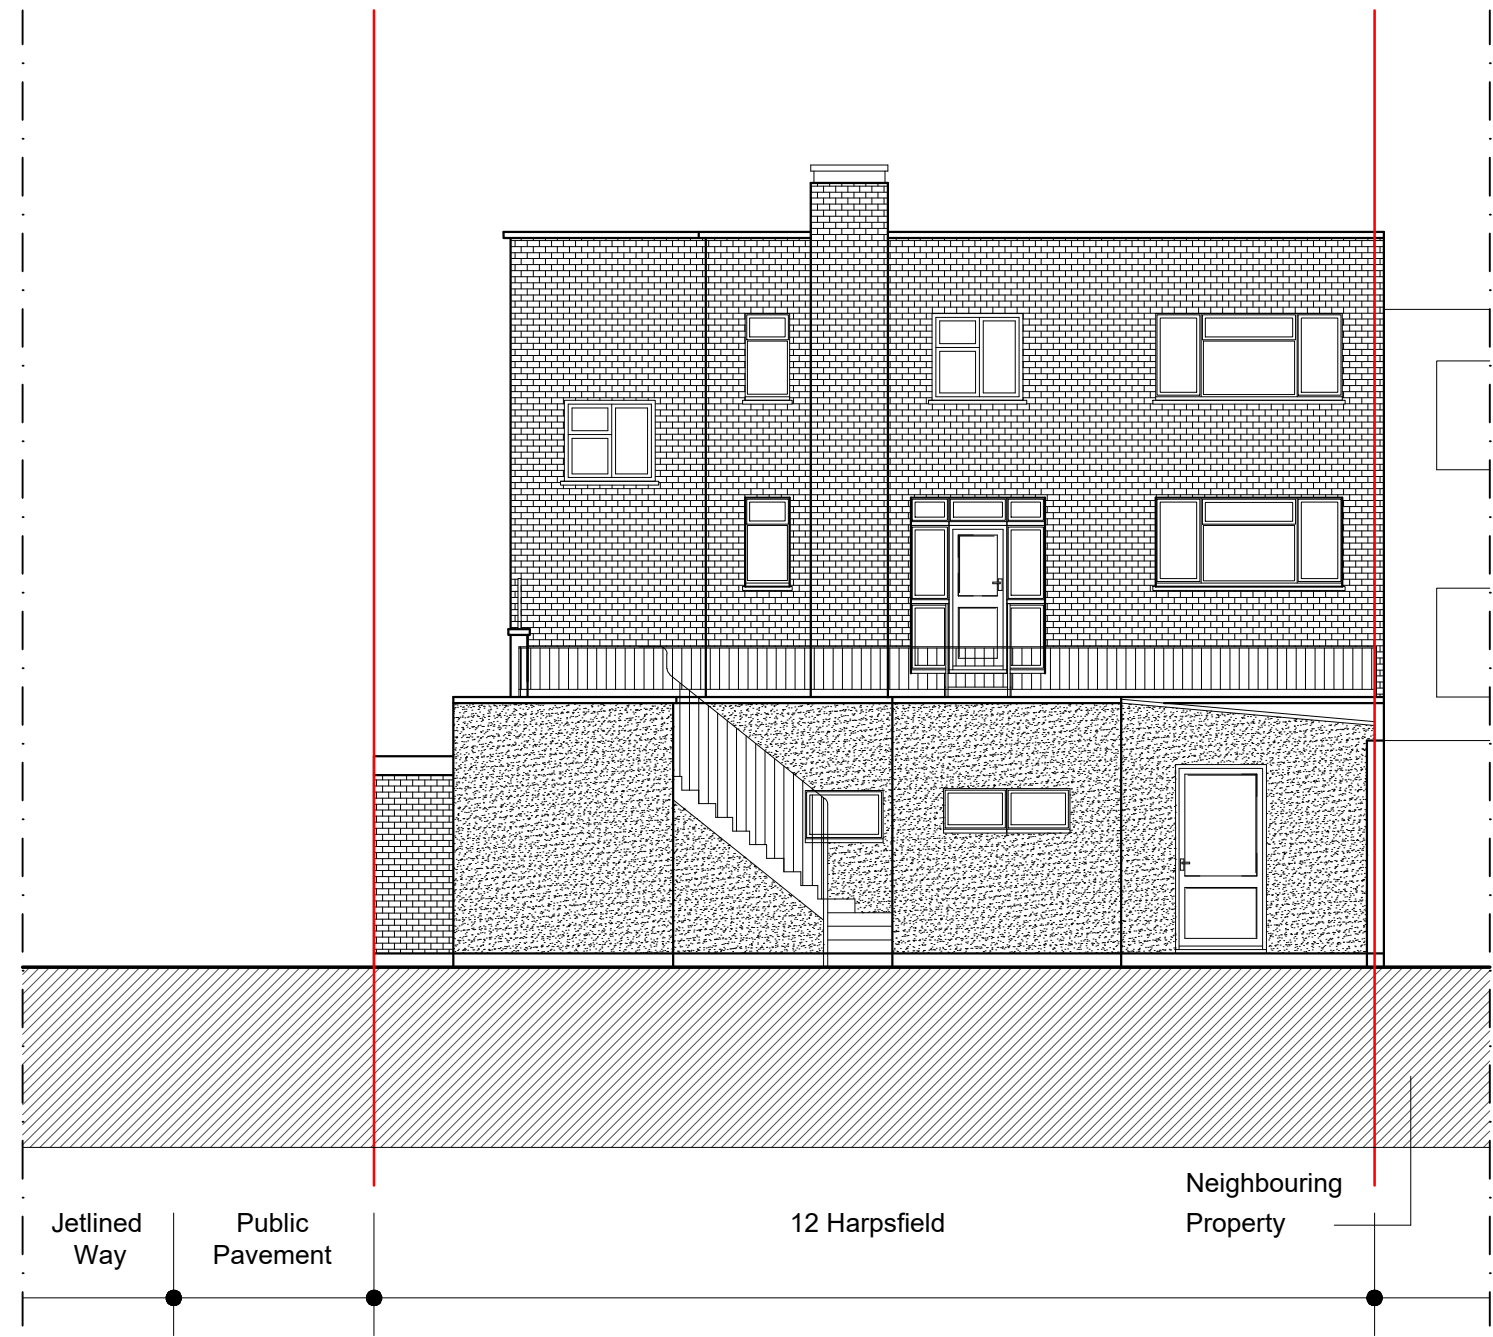 Jetlined
Way
Public
Pavement
12 Harpsfield
Neighbouring
Property